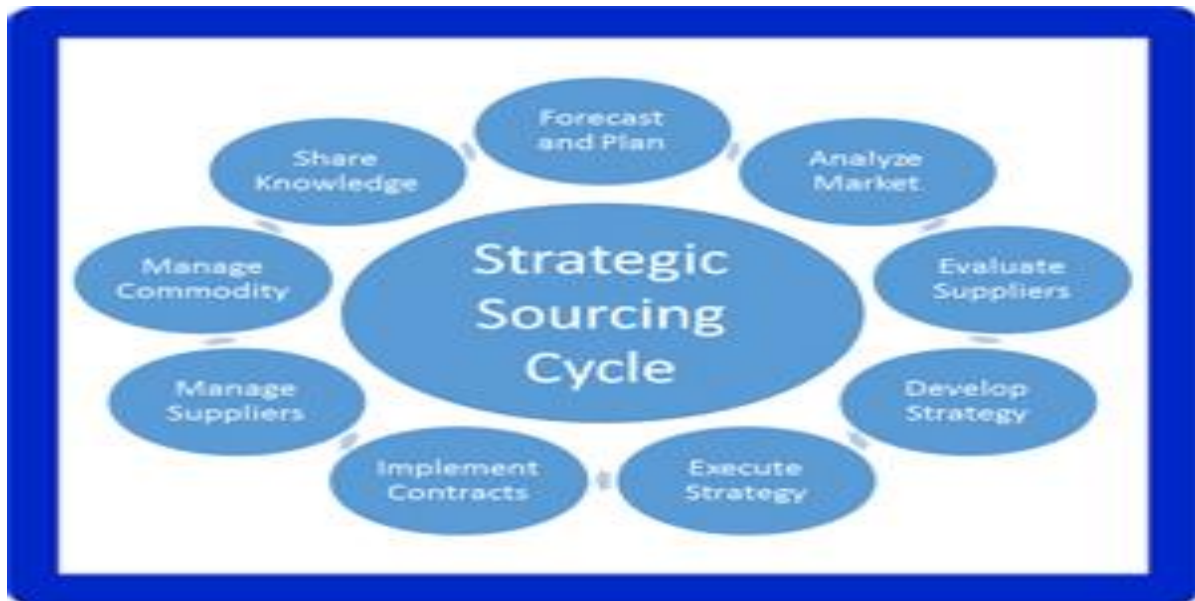 Strategic
Sourcing
Cycle
Forecast
and Plan
Analyze
Market
Evaluate
Suppliers
Develop
Strategy
Execute
Strategy
Implement
Contracts
Manage
Suppliers
Manage
Commodity
Share
Knowledge